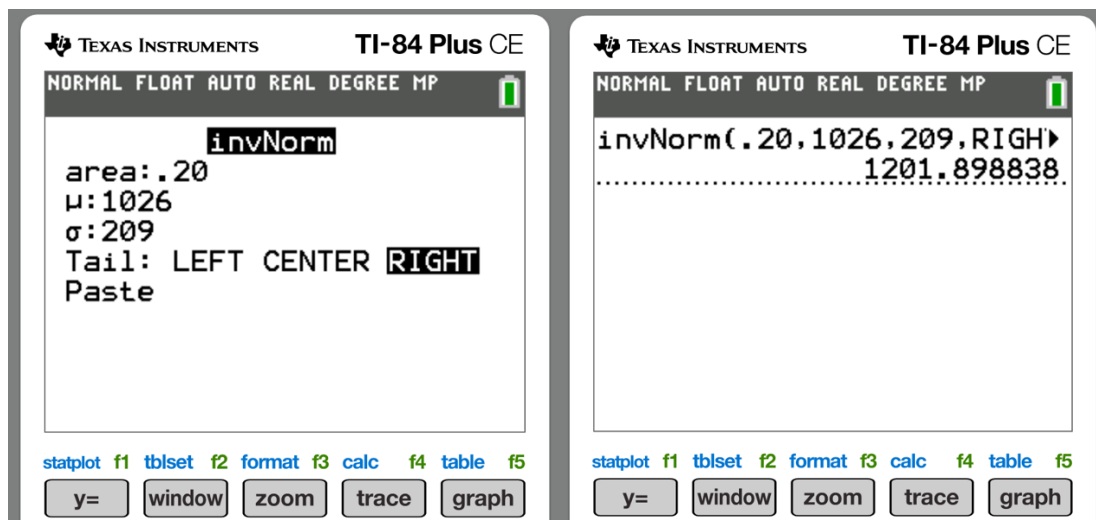 TEXAS INSTRUMENTS TI-84 Plus CE
NORMAL FLOAT AUTO REAL DEGREE MP
invNorm
area:.20
μ:1026
σ:209
Tail: LEFT CENTER RIGHT
Paste
statplot f1 tblset f2 format f3 calc f4 table f5
y= window zoom trace graph
TEXAS INSTRUMENTS TI-84 Plus CE
NORMAL FLOAT AUTO REAL DEGREE MP
invNorm(.20,1026,209,RIGH
1201.898838
statplot f1 tblset f2 format f3 calc f4 table f5
y= window zoom trace graph